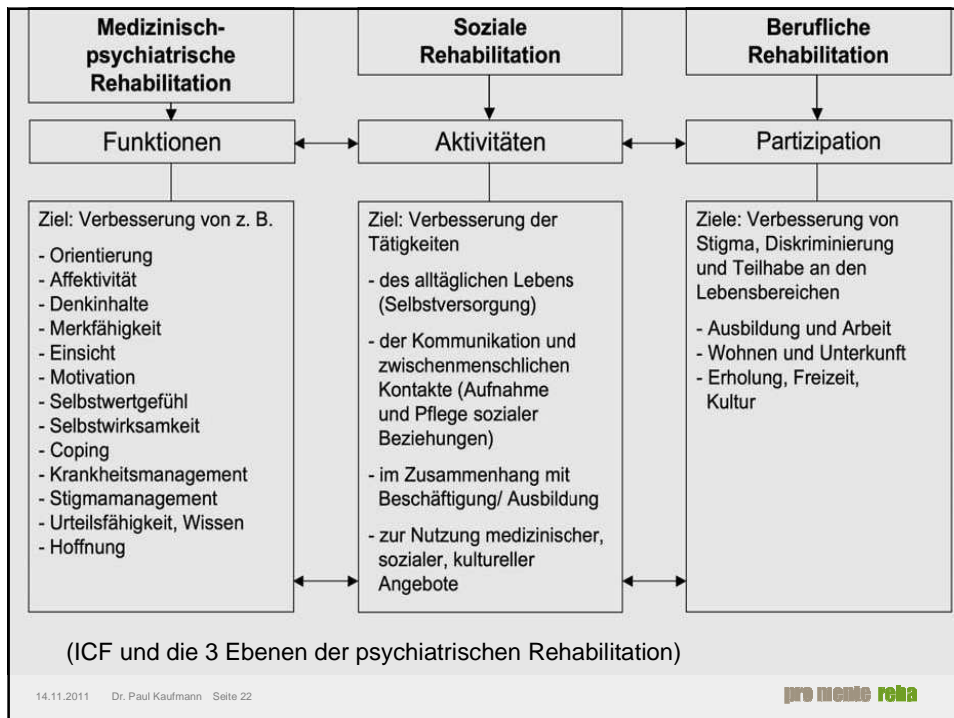 Medizinisch-
psychiatrische
Rehabilitation
Soziale
Rehabilitation
Berufliche
Rehabilitation
Funktionen
Aktivitäten
Partizipation
Ziel: Verbesserung von z. B.
- Orientierung
- Affektivität
- Denkinhalte
- Merkfähigkeit
- Einsicht
- Motivation
- Selbstwertgefühl
- Selbstwirksamkeit
- Coping
- Krankheitsmanagement
- Stigmamanagement
- Urteilsfähigkeit, Wissen
- Hoffnung
Ziel: Verbesserung der
Tätigkeiten
- des alltäglichen Lebens
(Selbstversorgung)
- der Kommunikation und
zwischenmenschlichen
Kontakte (Aufnahme
und Pflege sozialer
Beziehungen)
- im Zusammenhang mit
Beschäftigung/ Ausbildung
- zur Nutzung medizinischer,
sozialer, kultureller
Angebote
Ziele: Verbesserung von
Stigma, Diskriminierung
und Teilhabe an den
Lebensbereichen
- Ausbildung und Arbeit
- Wohnen und Unterkunft
- Erholung, Freizeit,
Kultur
(ICF und die 3 Ebenen der psychiatrischen Rehabilitation)
14.11.2011 Dr. Paul Kaufmann Seite 22
pro mente reha